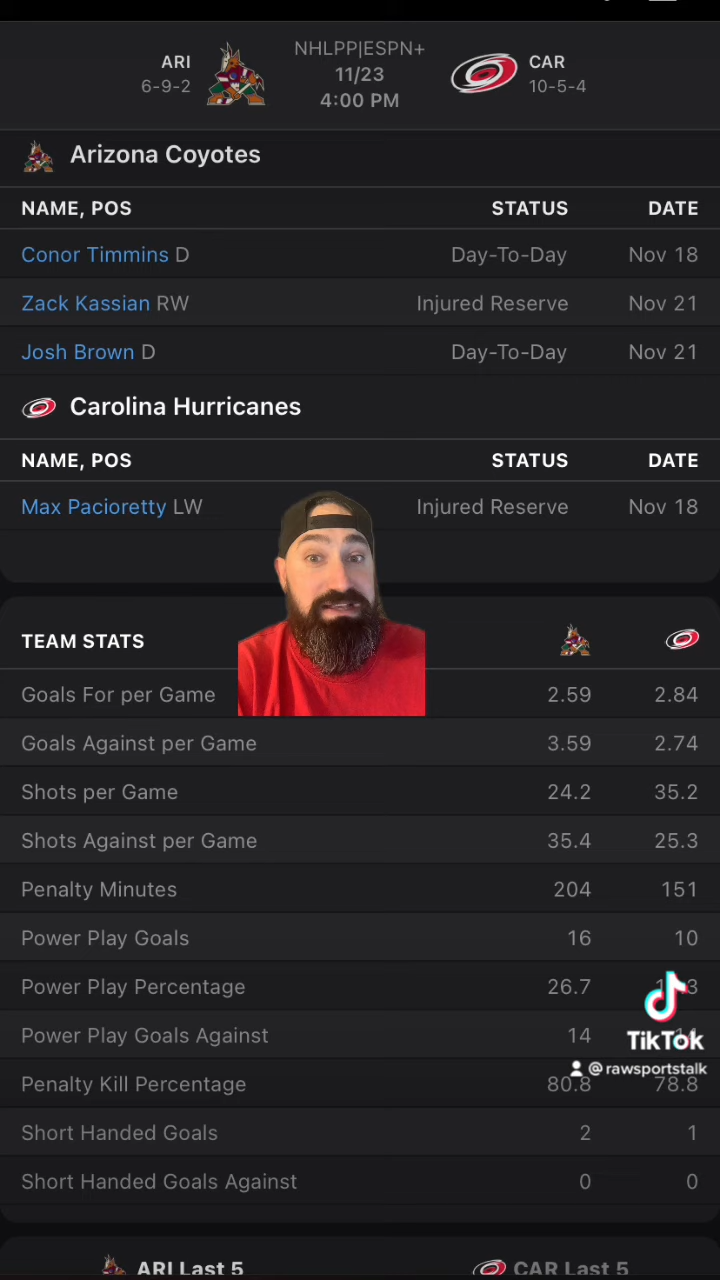 NHLPP|ESPN+
ARI 11/23 CAR
6-9-2 4:00 PM 10-5-4
Arizona Coyotes
NAME, POS STATUS DATE
Conor Timmins D Day-To-Day Nov 18
Zack Kassian RW Injured Reserve Nov 21
Josh Brown D Day-To-Day Nov 21
Carolina Hurricanes
NAME, POS STATUS DATE
Max Pacioretty LW Injured Reserve Nov 18
TEAM STATS
Goals For per Game 2.59 2.84
Goals Against per Game 3.59 2.74
Shots per Game 24.2 35.2
Shots Against per Game 35.4 25.3
Penalty Minutes 204 151
Power Play Goals 16 10
Power Play Percentage 26.7
Power Play Goals Against 14
TikTok
@rawsportstalk
Penalty Kill Percentage 80.8 78.8
Short Handed Goals 2 1
Short Handed Goals Against 0 0
ARI Last 5 CAR Last 5